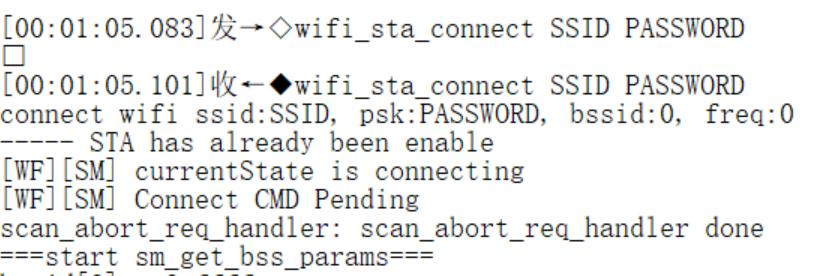 [00:01:05.083]发→◇wifi_sta_connect SSID PASSWORD
□
[00:01:05.101]收←◆wifi_sta_connect SSID PASSWORD
connect wifi ssid:SSID, psk:PASSWORD, bssid:0, freq:0
----- STA has already been enable
[WF][SM] currentState is connecting
[WF][SM] Connect CMD Pending
scan_abort_req_handler: scan_abort_req_handler done
===start sm_get_bss_params===